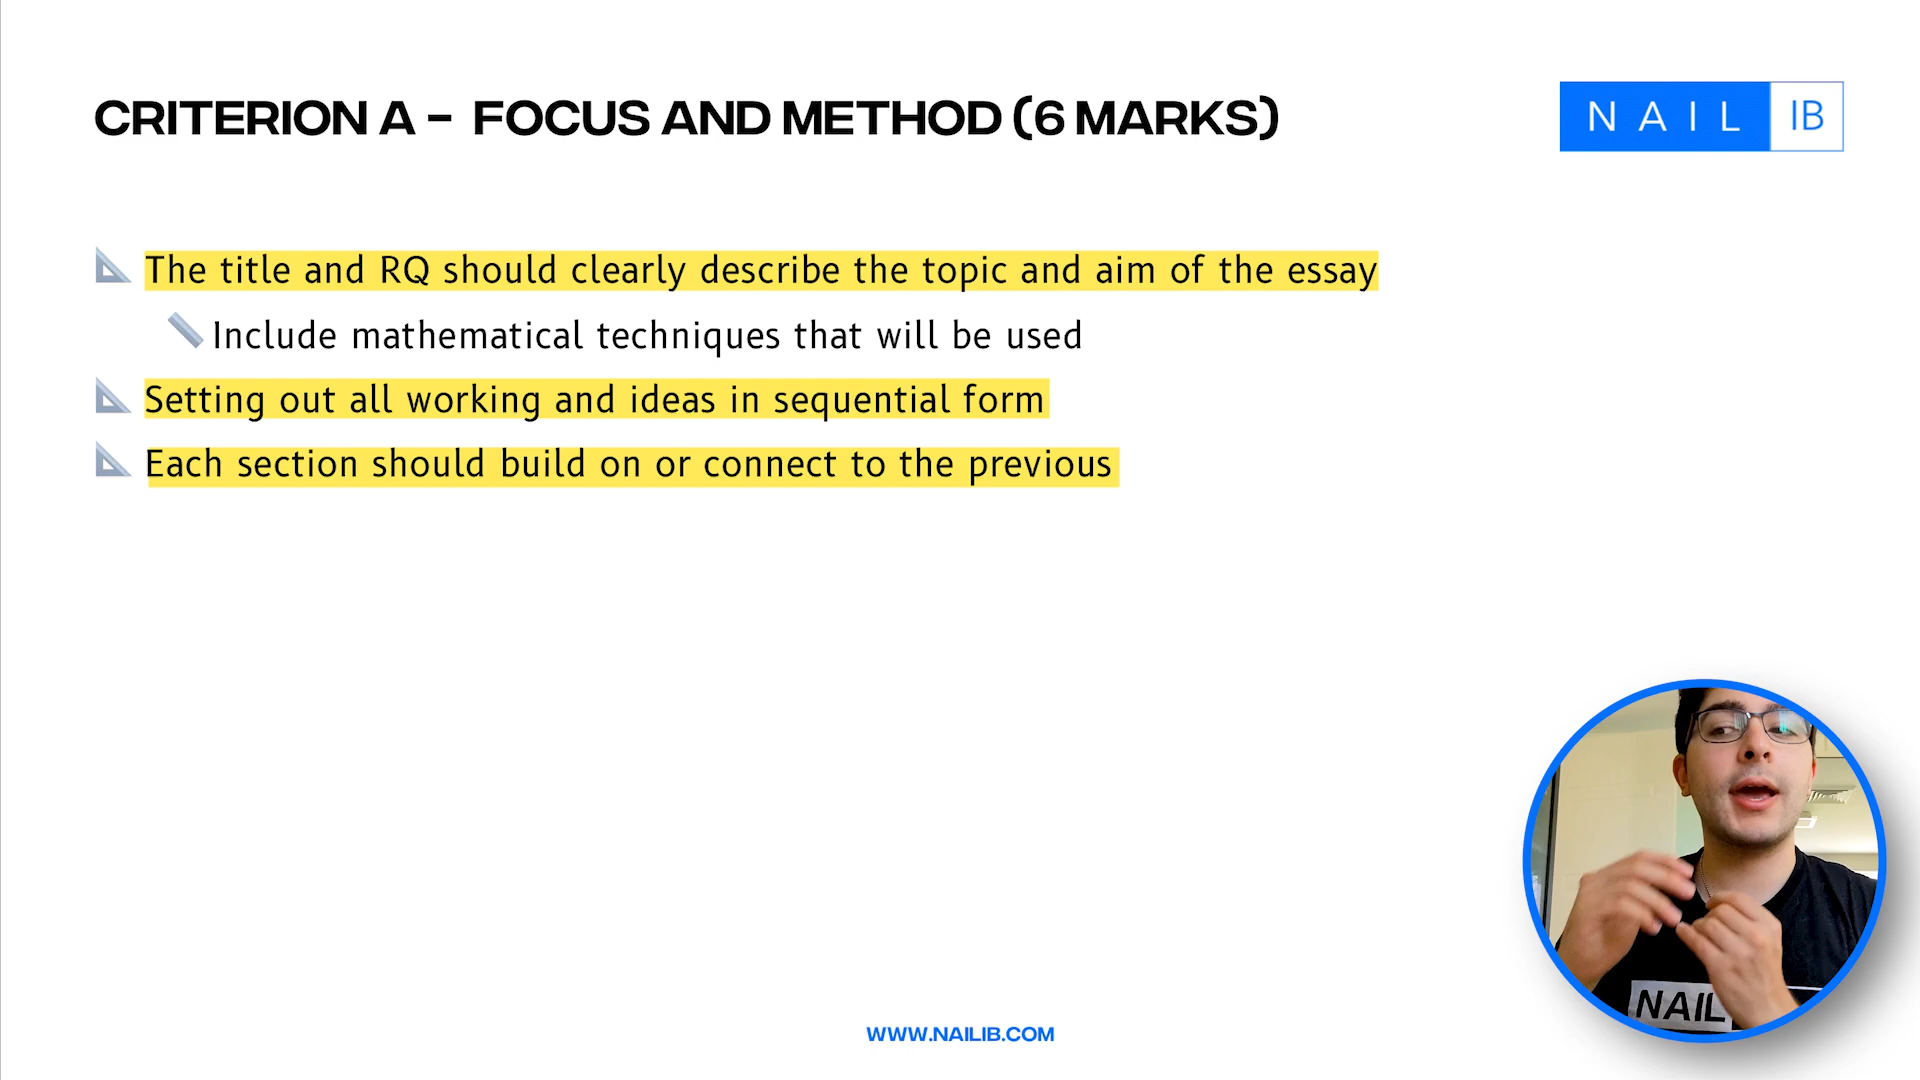 CRITERION A - FOCUS AND METHOD (6 MARKS)
NAIL IB
The title and RQ should clearly describe the topic and aim of the essay
Include mathematical techniques that will be used
Setting out all working and ideas in sequential form
Each section should build on or connect to the previous
NAIL
WWW.NAILIB.COM